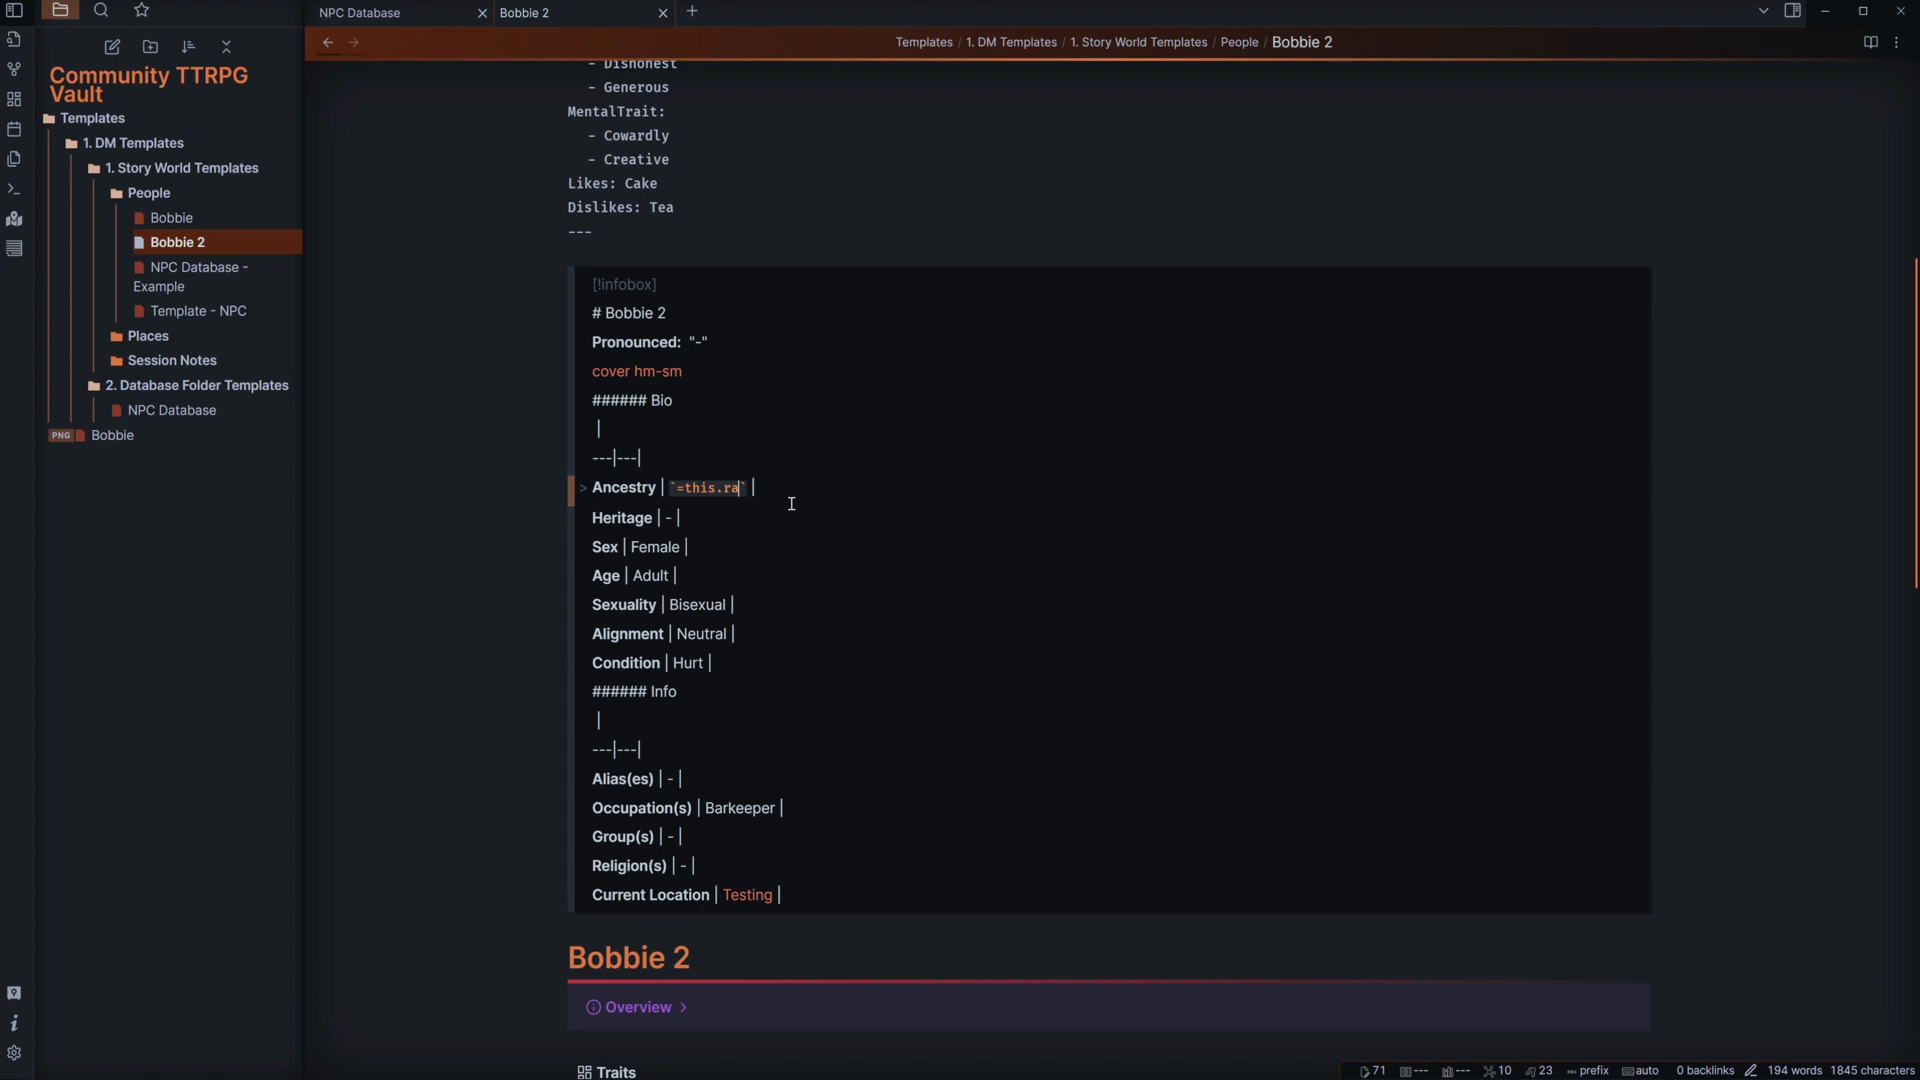 NPC Database
Bobbie 2
Templates / 1. DM Templates / 1. Story World Templates / People / Bobbie 2
Community TTRPG
Vault
Templates
1. DM Templates
1. Story World Templates
People
Bobbie
Bobbie 2
NPC Database -
Example
Template - NPC
Places
Session Notes
2. Database Folder Templates
NPC Database
PNG Bobbie
- Dishonest
- Generous
MentalTrait:
- Cowardly
- Creative
Likes: Cake
Dislikes: Tea
---
[!infobox]
# Bobbie 2
Pronounced: "-"
cover hm-sm
###### Bio
|
---|---|
> Ancestry | `=this.ra` |
Heritage | - |
Sex | Female |
Age | Adult |
Sexuality | Bisexual |
Alignment | Neutral |
Condition | Hurt |
###### Info
|
---|---|
Alias(es) | - |
Occupation(s) | Barkeeper |
Group(s) | - |
Religion(s) | - |
Current Location | Testing |
Bobbie 2
Overview >
Traits
71 --- --- 10 23 prefix auto 0 backlinks 194 words 1845 characters